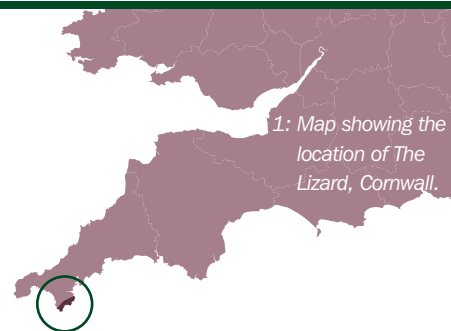 1: Map showing the
location of The
Lizard, Cornwall.